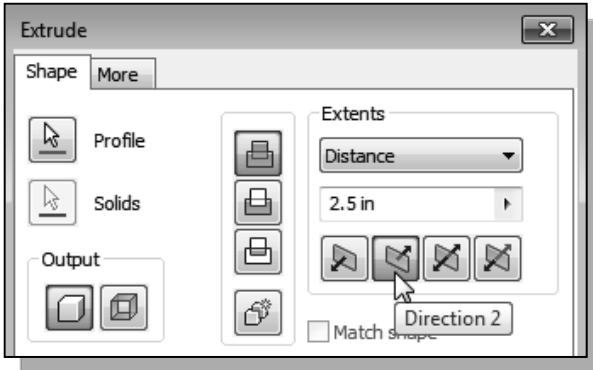 Extrude
Shape
More
Profile
Solids
Output
Extents
Distance
2.5 in
Direction 2
Match shape